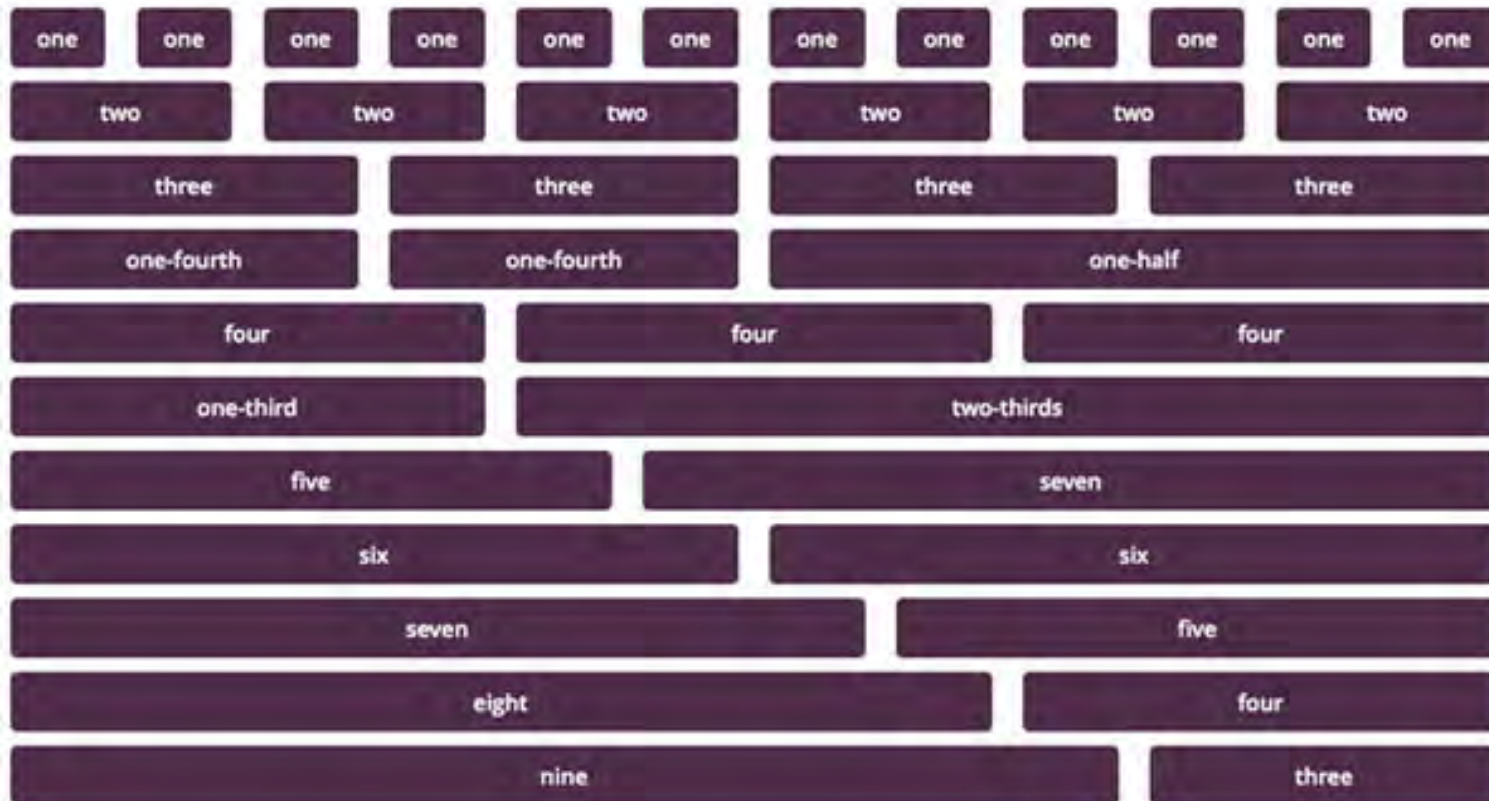 one one one one one one one one one one one one
two two two two two two
three three three three
one-fourth one-fourth one-half
four four four
one-third two-thirds
five seven
six six
seven five
eight four
nine three